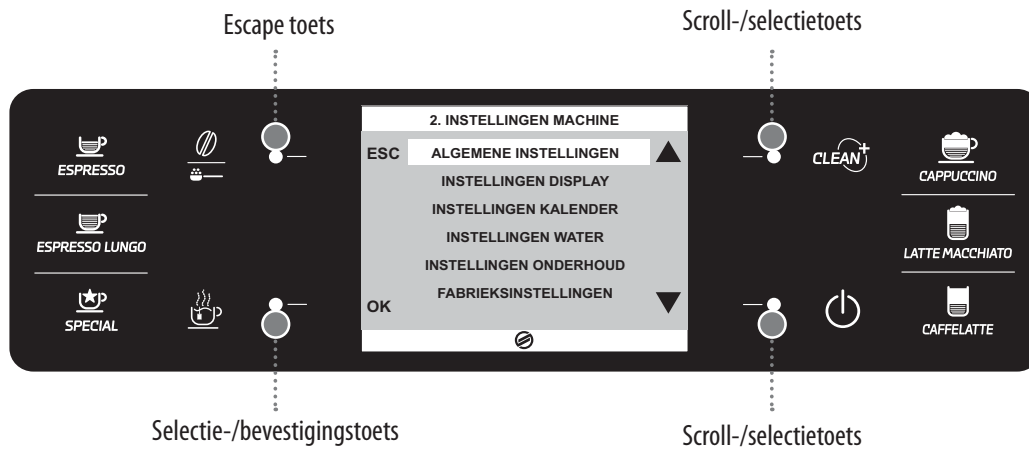 Escape toets
Scroll-/selectietoets
ESPRESSO
ESPRESSO LUNGO
SPECIAL
2. INSTELLINGEN MACHINE
ESC
ALGEMENE INSTELLINGEN
INSTELLINGEN DISPLAY
INSTELLINGEN KALENDER
INSTELLINGEN WATER
INSTELLINGEN ONDERHOUD
FABRIEKSINSTELLINGEN
OK
CLEAN+
CAPPUCCINO
LATTE MACCHIATO
CAFFELATTE
Selectie-/bevestigingstoets
Scroll-/selectietoets